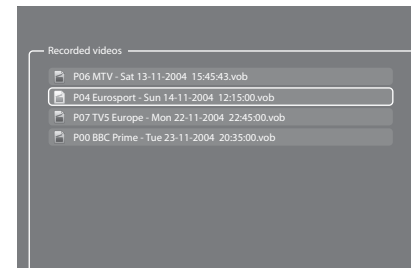 Recorded videos
P06 MTV - Sat 13-11-2004 15:45:43.vob
P04 Eurosport - Sun 14-11-2004 12:15:00.vob
P07 TV5 Europe - Mon 22-11-2004 22:45:00.vob
P00 BBC Prime - Tue 23-11-2004 20:35:00.vob